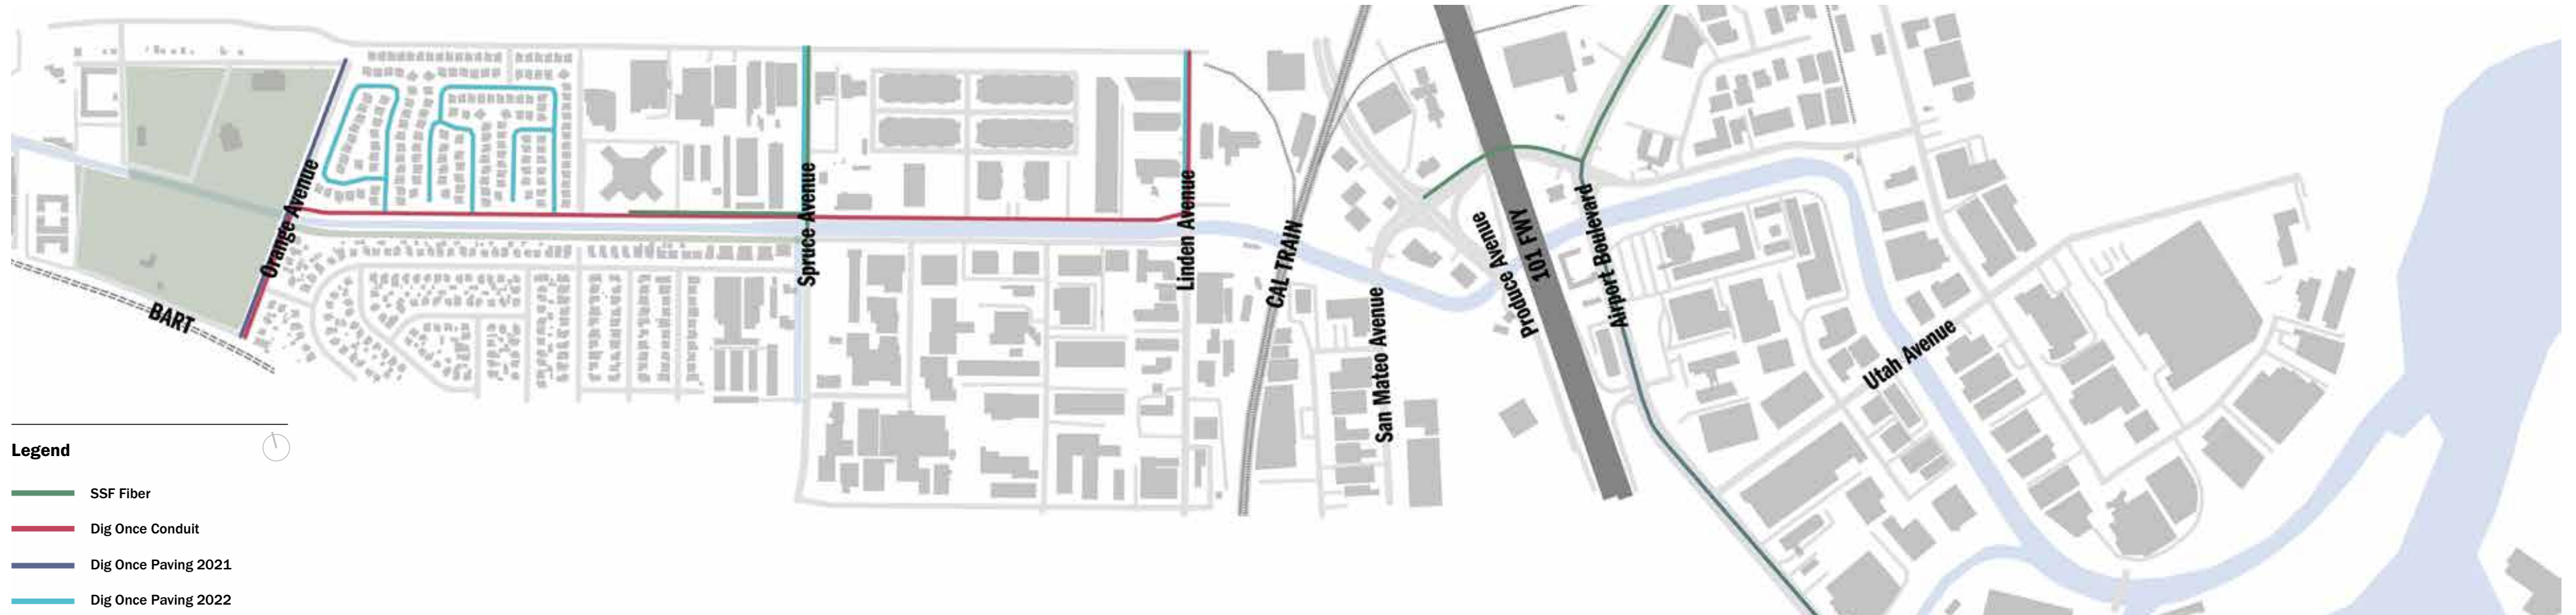 Orange Avenue
BART
Spruce Avenue
Linden Avenue
CAL TRAIN
San Mateo Avenue
Produce Avenue
101 FWY
Airport Boulevard
Utah Avenue
Legend
SSF Fiber
Dig Once Conduit
Dig Once Paving 2021
Dig Once Paving 2022